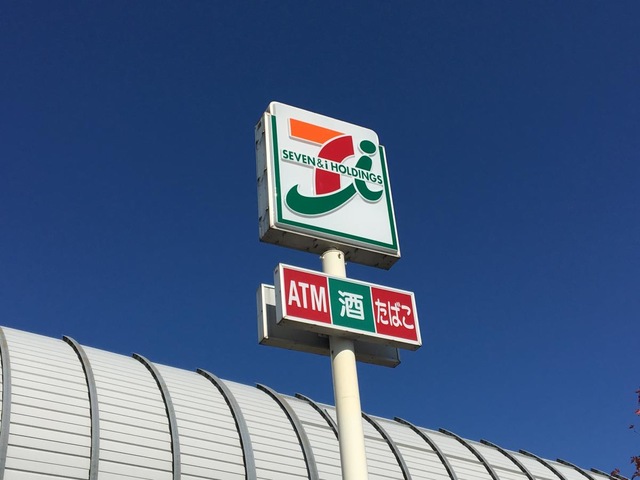 SEVEN & i HOLDINGS
ATM 酒 たばこ